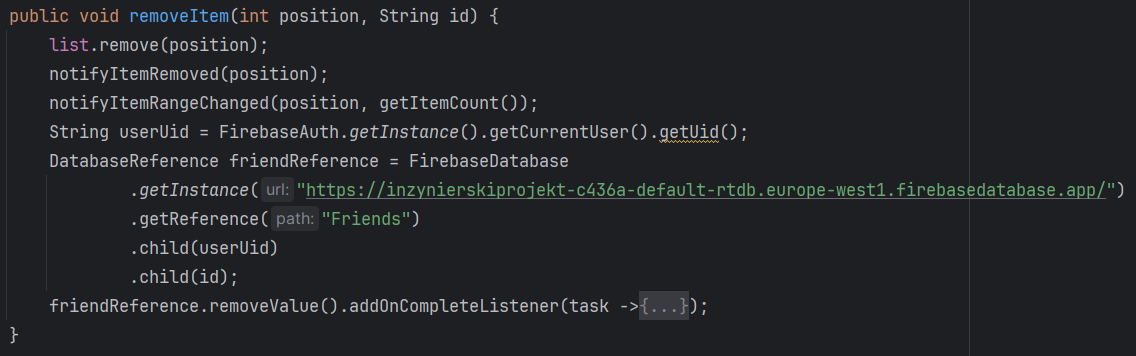 public void removeItem(int position, String id) {
    list.remove(position);
    notifyItemRemoved(position);
    notifyItemRangeChanged(position, getItemCount());
    String userUid = FirebaseAuth.getInstance().getCurrentUser().getUid();
    DatabaseReference friendReference = FirebaseDatabase
            .getInstance( url: "https://inzynierskiprojekt-c436a-default-rtdb.europe-west1.firebasedatabase.app/")
            .getReference( path: "Friends")
            .child(userUid)
            .child(id);
    friendReference.removeValue().addOnCompleteListener(task ->{...});
}